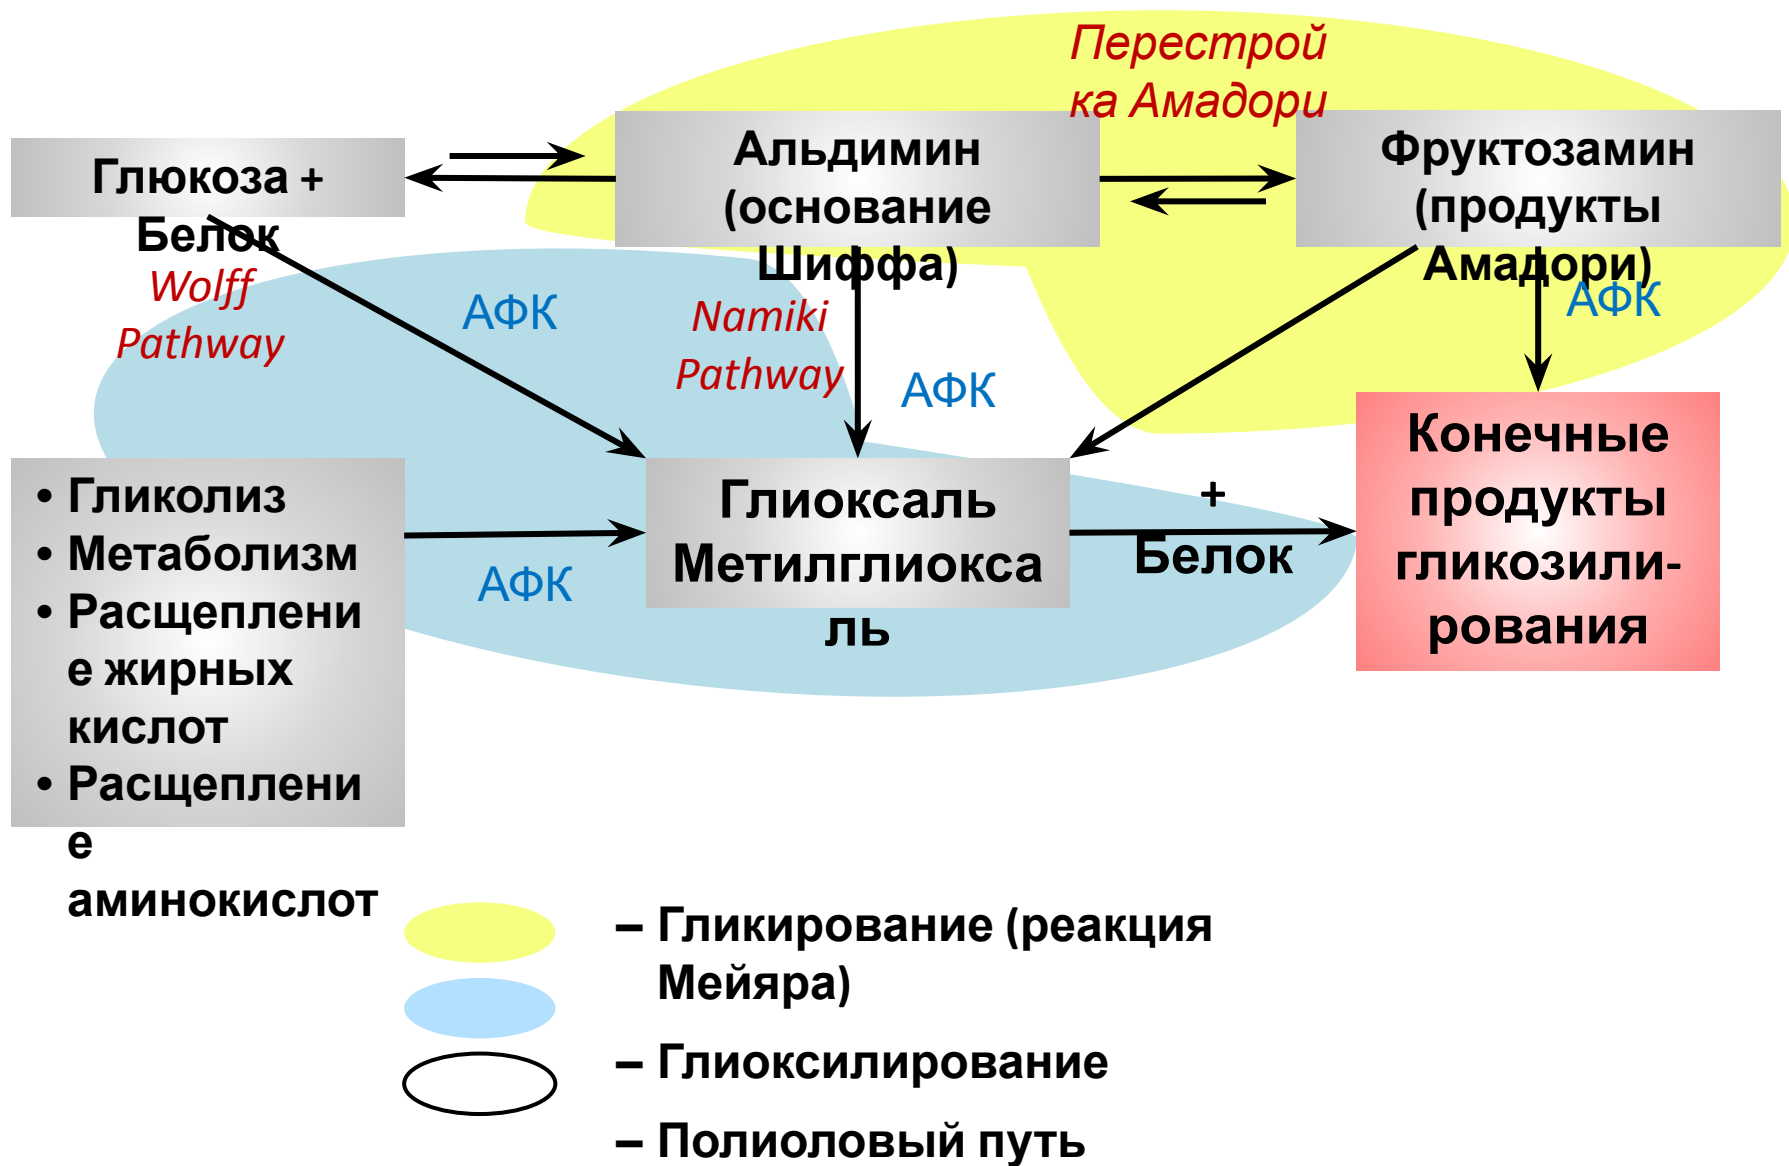 Перестрой
ка Амадори
Глюкоза +
Белок
Альдимин
(основание
Шиффа)
Фруктозамин
(продукты
Амадори)
Wolff
Pathway
АФК
Namiki
Pathway
АФК
АФК
• Гликолиз
• Метаболизм
• Расщеплени
е жирных
кислот
• Расщеплени
е
аминокислот
АФК
Глиоксаль
Метилглиокса
ль
+
Белок
Конечные
продукты
гликозили-
рования
– Гликирование (реакция
Мейяра)
– Глиоксилирование
– Полиоловый путь